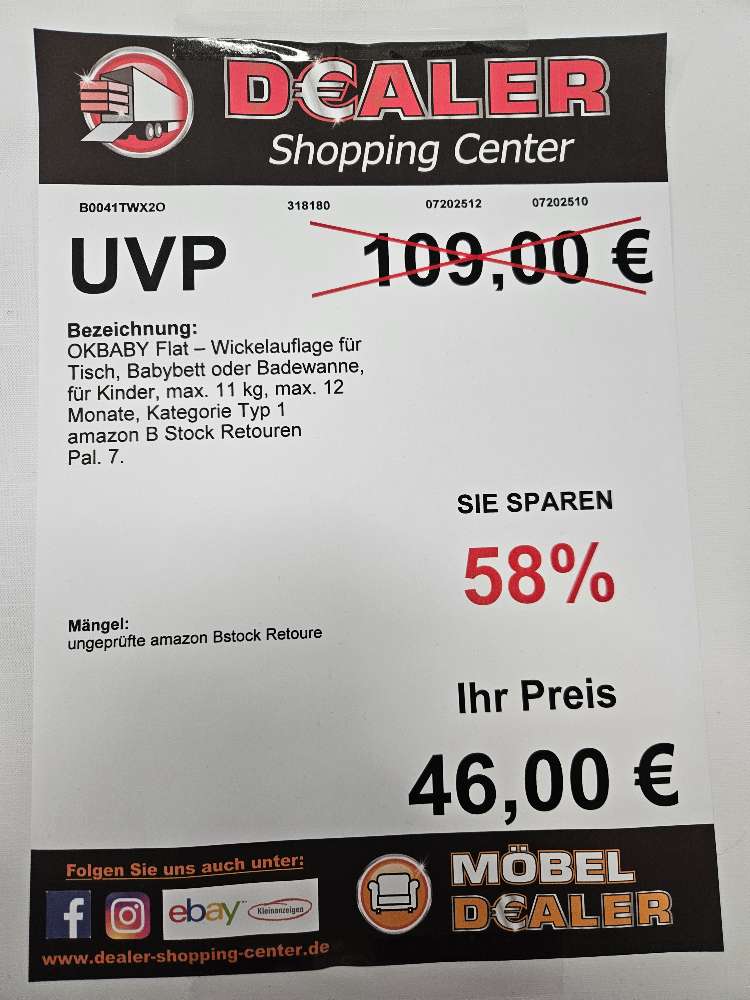 D€ALER
Shopping Center
B0041TWX2O 318180 07202512 07202510
UVP 109,00 €
Bezeichnung:
OKBABY Flat – Wickelauflage für
Tisch, Babybett oder Badewanne,
für Kinder, max. 11 kg, max. 12
Monate, Kategorie Typ 1
amazon B Stock Retouren
Pal. 7.
SIE SPAREN
58%
Mängel:
ungeprüfte amazon Bstock Retoure
Ihr Preis
46,00 €
Folgen Sie uns auch unter:
f ebay Kleinanzeigen
www.dealer-shopping-center.de
MÖBEL
D€ALER